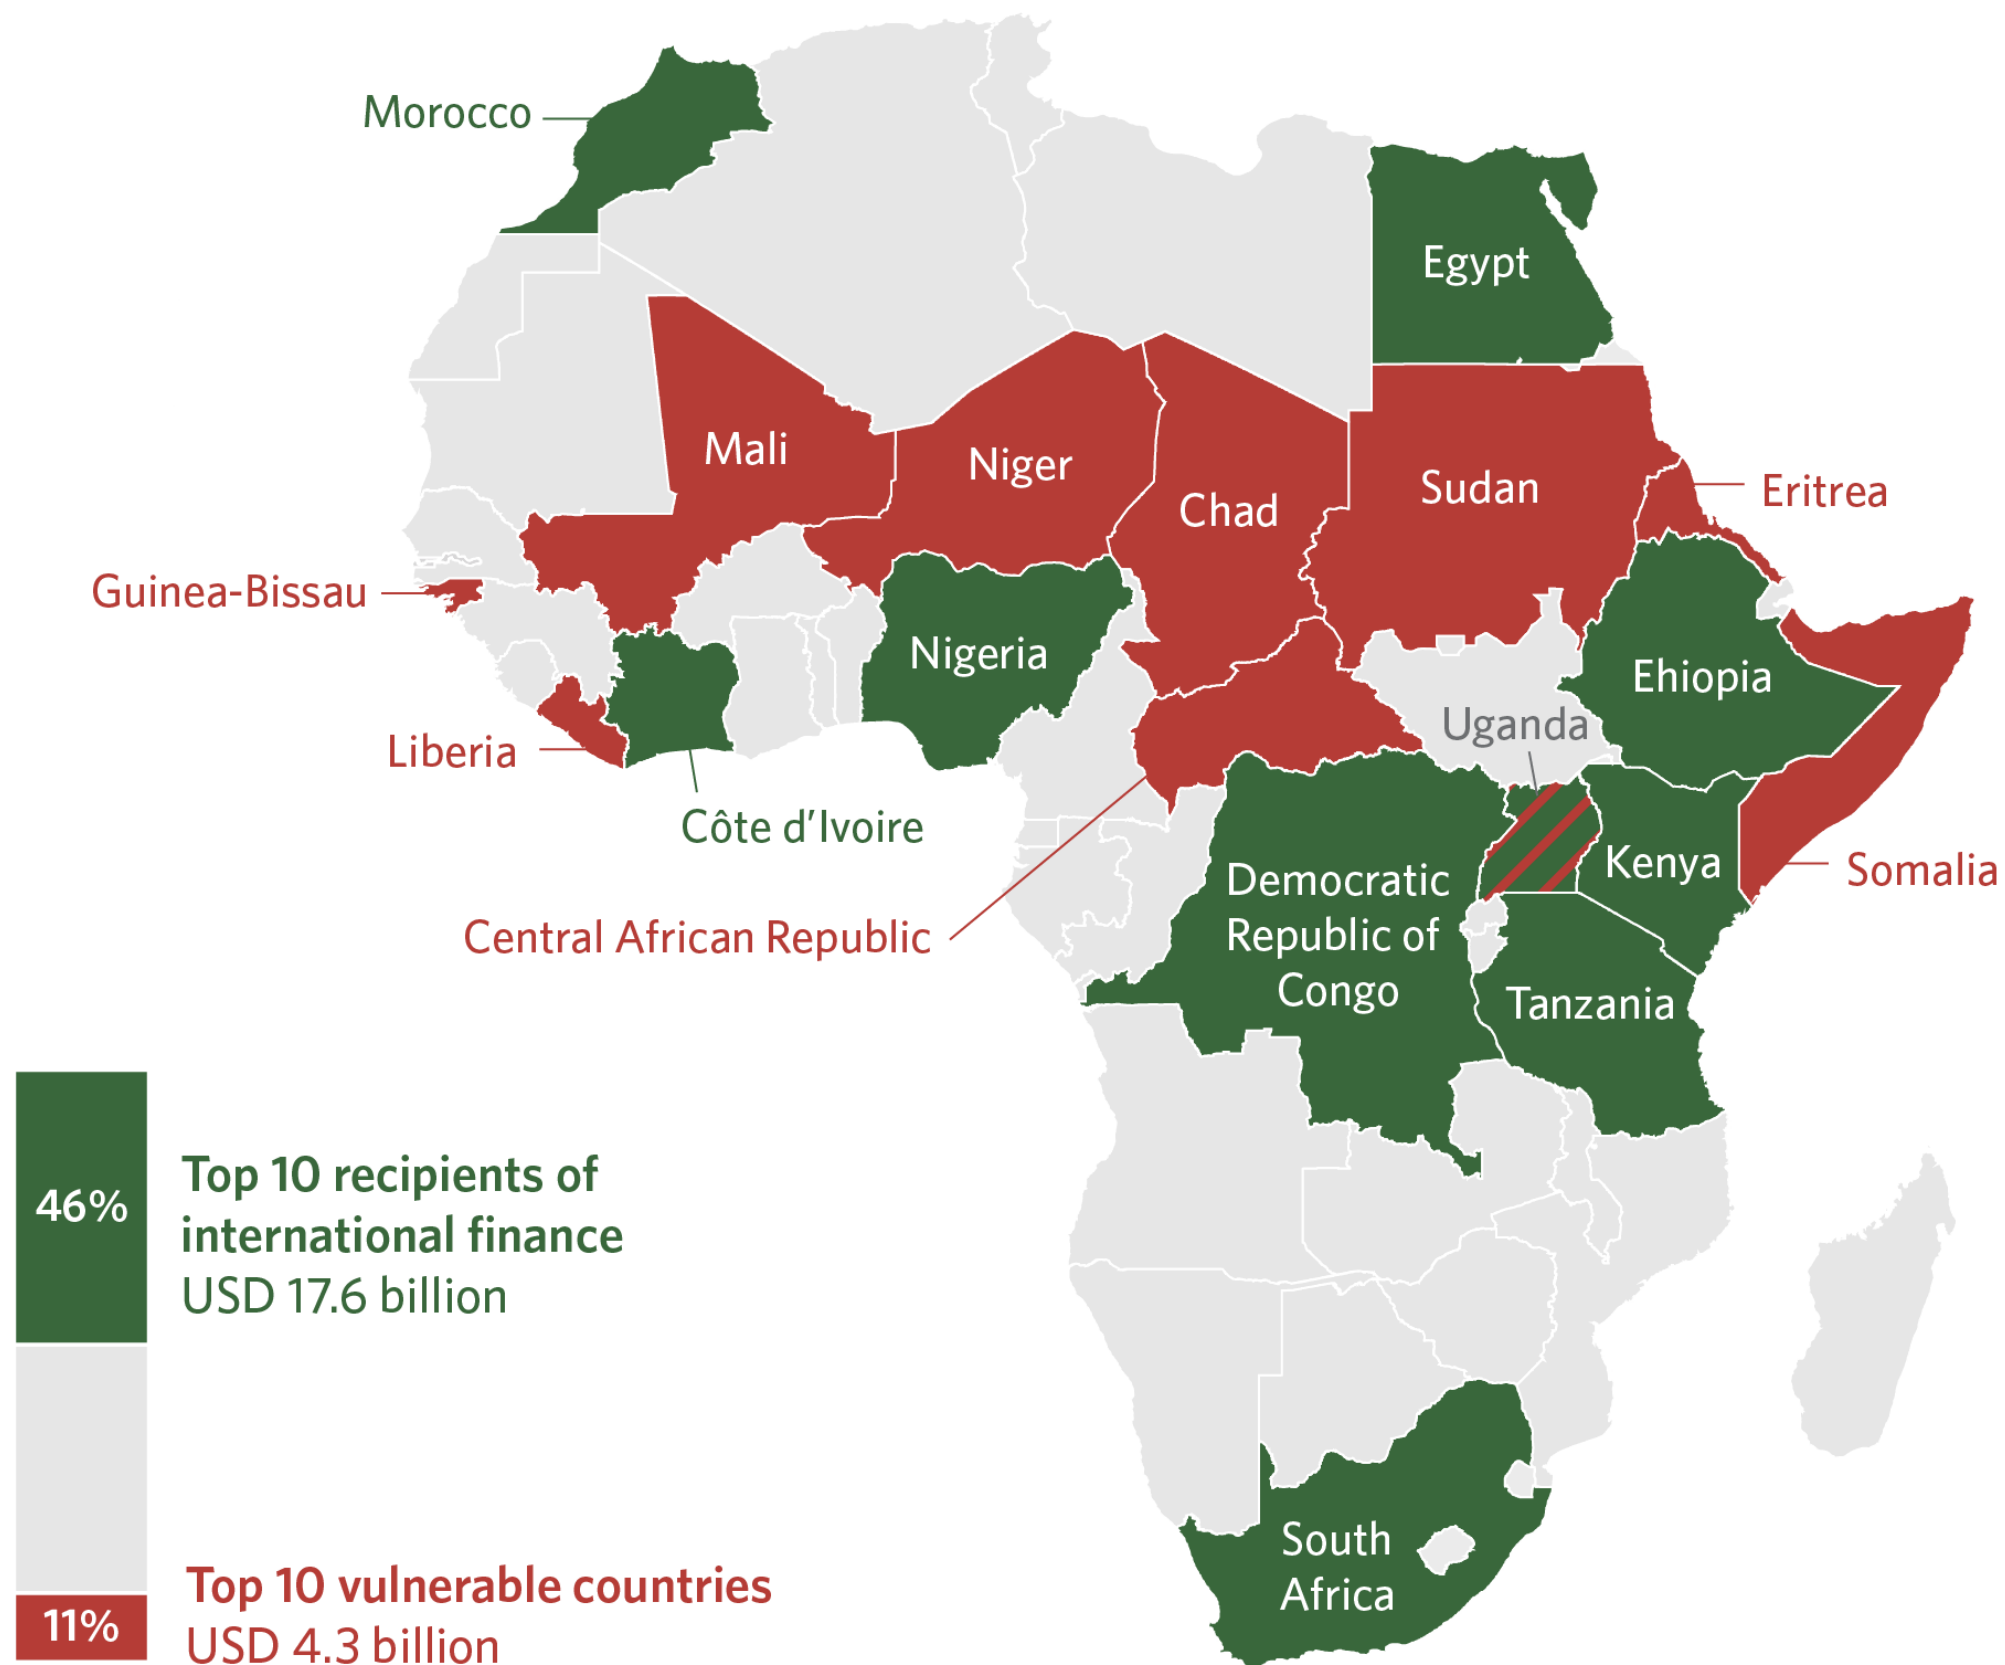 Morocco
Egypt
Mali
Niger
Chad
Sudan
Eritrea
Guinea-Bissau
Nigeria
Ehiopia
Uganda
Liberia
Côte d’Ivoire
Kenya
Somalia
Central African Republic
Democratic
Republic of
Congo
Tanzania
46%
Top 10 recipients of
international finance
USD 17.6 billion
South
Africa
11%
Top 10 vulnerable countries
USD 4.3 billion